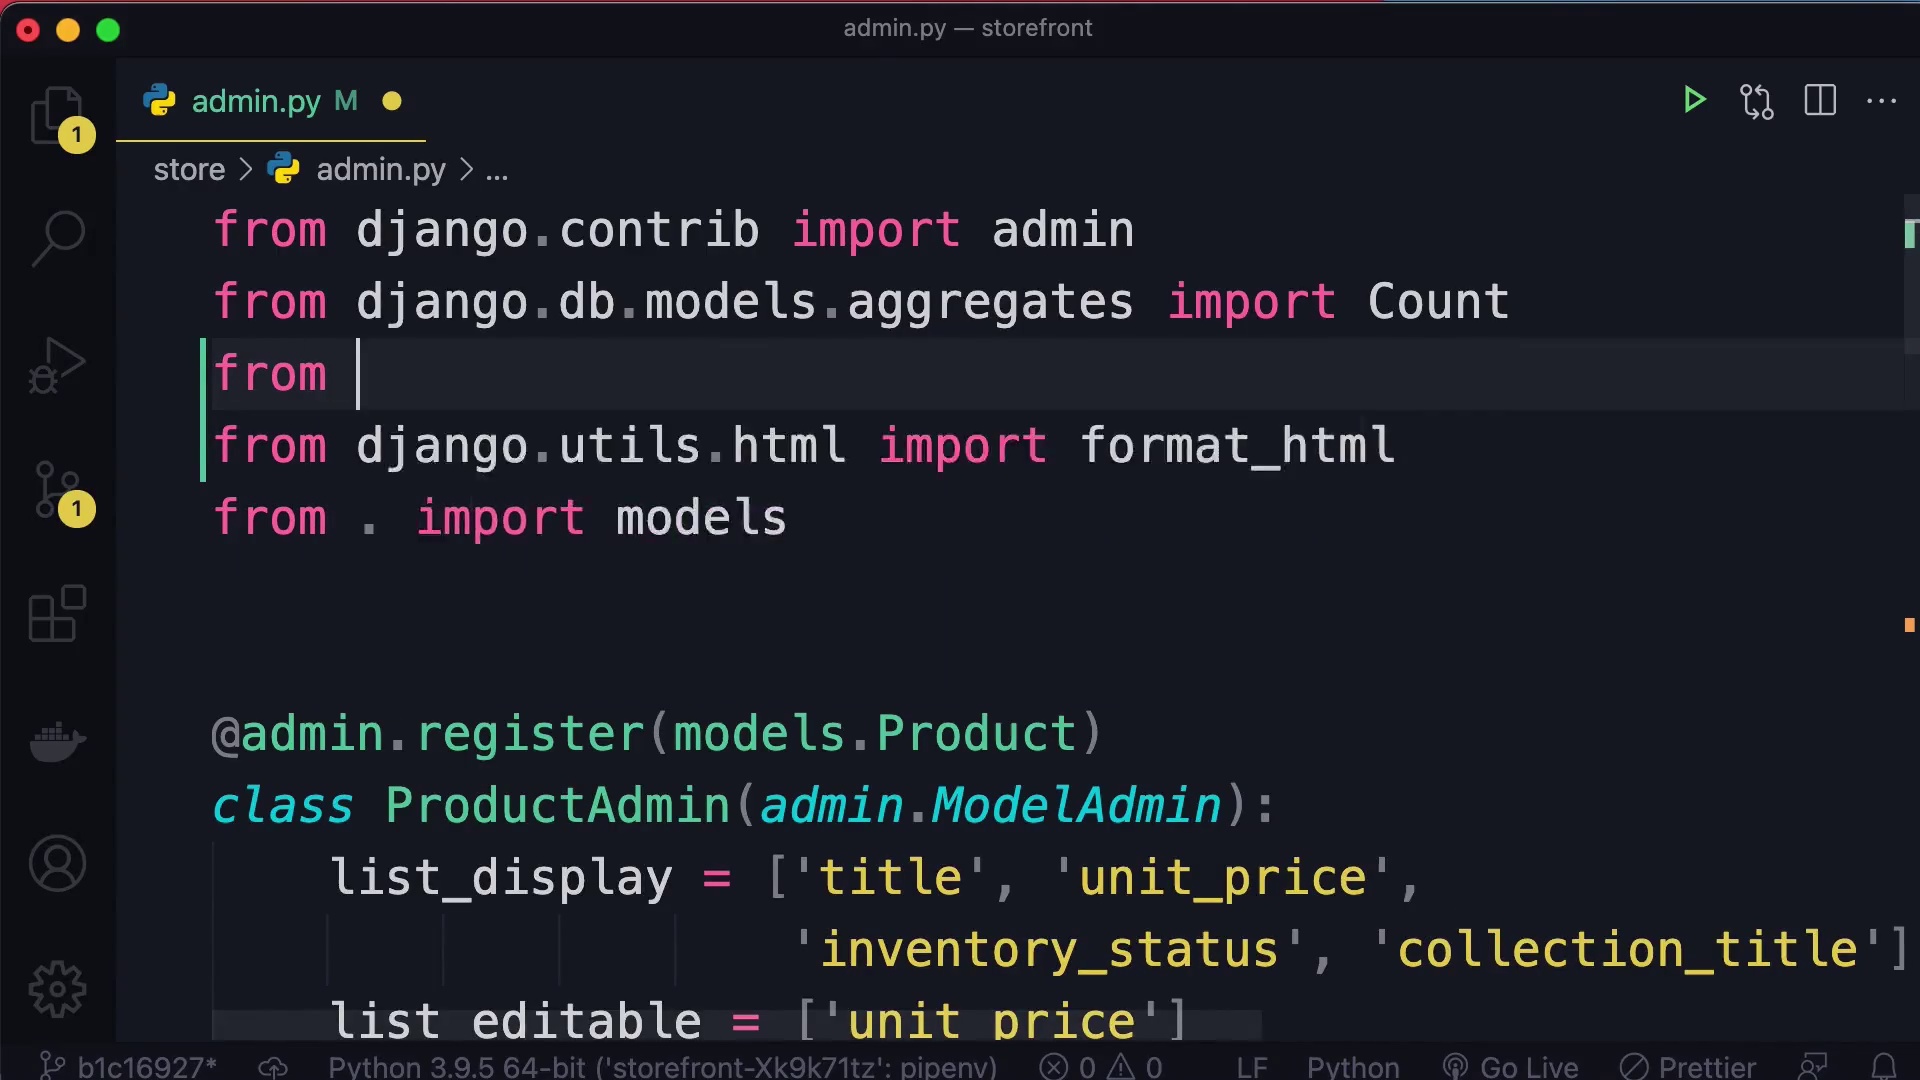 admin.py — storefront
admin.py M
1
store > admin.py > ...
from django.contrib import admin
from django.db.models.aggregates import Count
from
from django.utils.html import format_html
from . import models
1
@admin.register(models.Product)
class ProductAdmin(admin.ModelAdmin):
list_display = ['title', 'unit_price',
'inventory_status', 'collection_title']
list_editable = ['unit_price']
b1c16927* Python 3.9.5 64-bit ('storefront-Xk9k71tz': pipenv) 0 0 LF Python Go Live Prettier